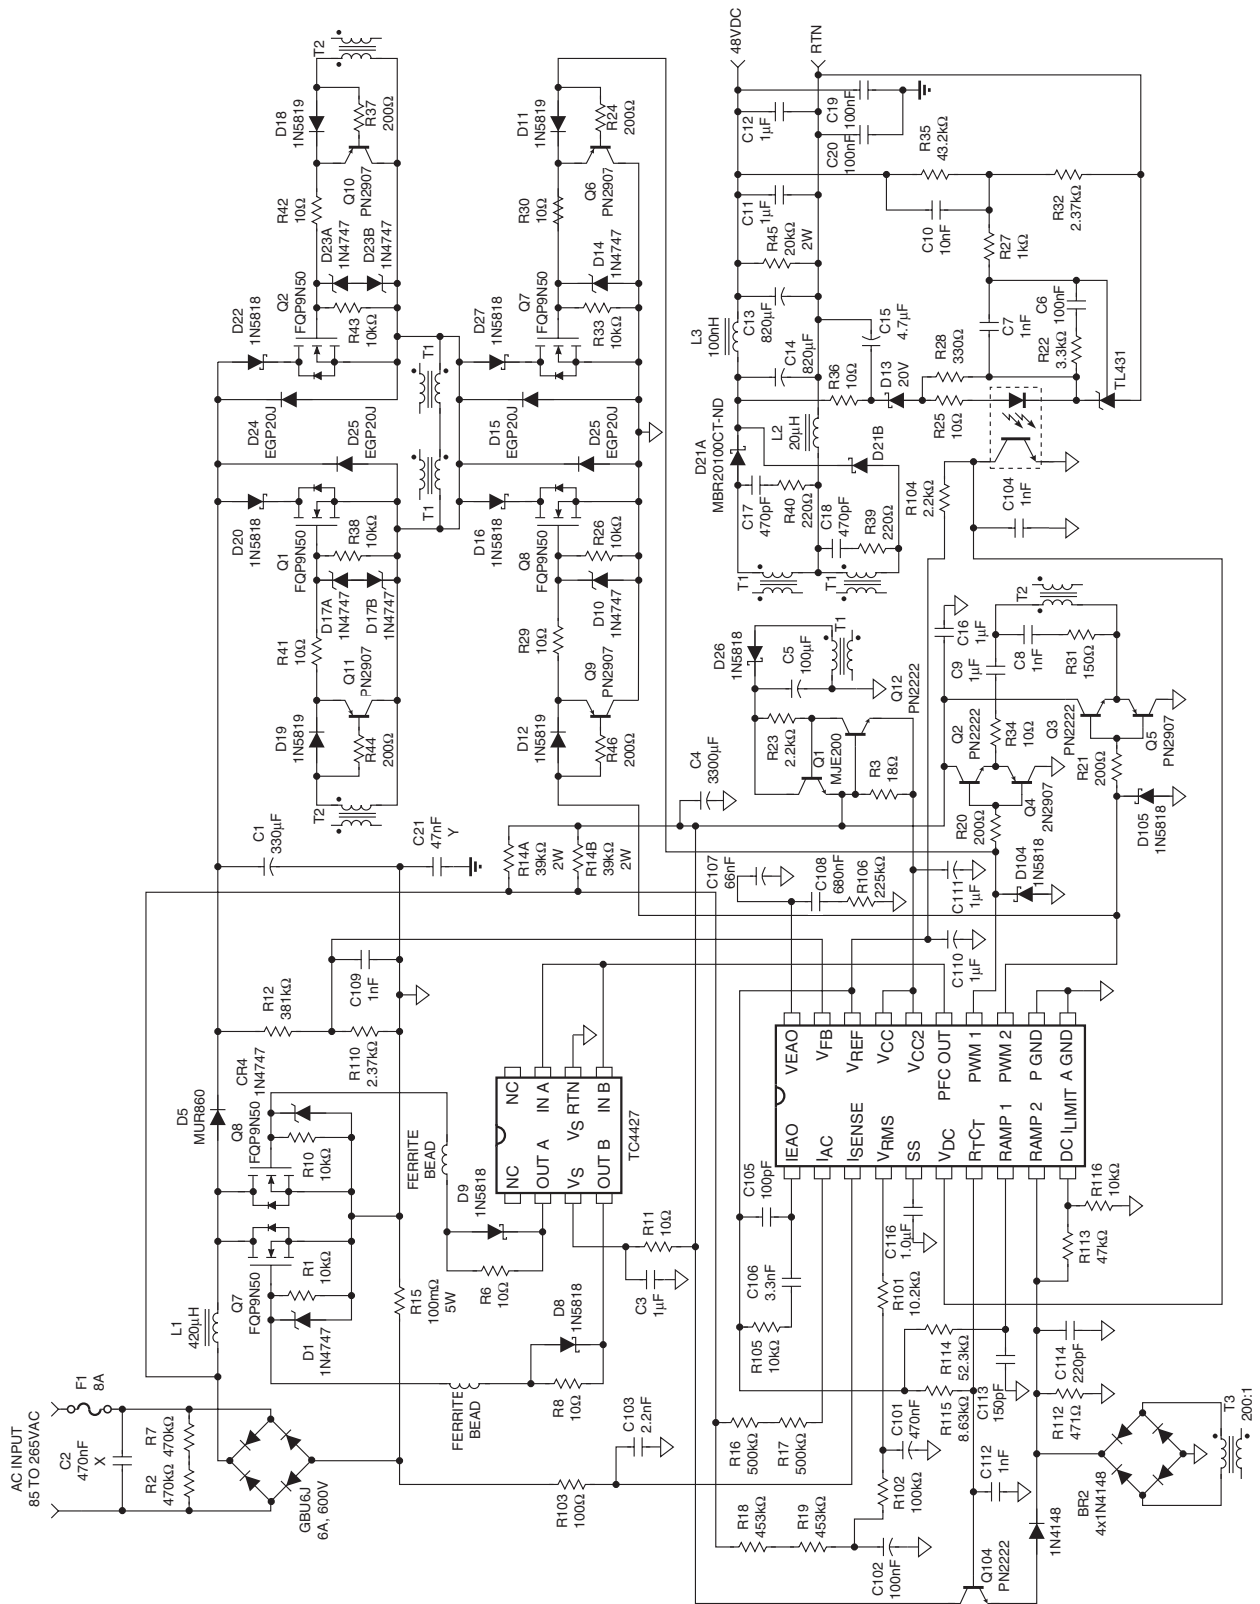 AC INPUT
85 TO 265VAC
F1
8A
C2
470nF
X
R2
470kΩ
R7
470kΩ
GBU6J
6A, 600V
L1
420µH
Q7
FQP9N50
D1
1N4747
R1
10kΩ
Q8
FQP9N50
R10
10kΩ
CR4
1N4747
D5
MUR860
R15
100mΩ
5W
R12
381kΩ
R110
2.37kΩ
C109
1nF
C1
330µF
C21
47nF
Y
FERRITE
BEAD
FERRITE
BEAD
D9
1N5818
R6
10Ω
D8
1N5818
R8
10Ω
NC
OUT A
VS
OUT B
NC
IN A
VS RTN
IN B
TC4427
R11
10Ω
C3
1µF
C103
2.2nF
R103
100Ω
R14A
39kΩ
2W
R14B
39kΩ
2W
T2
D19
1N5819
R44
200Ω
Q11
PN2907
R41
10Ω
D17A
1N4747
D17B
1N4747
R38
10kΩ
Q1
FQP9N50
D20
1N5818
D25
EGP20J
D24
EGP20J
D22
1N5818
Q2
FQP9N50
R43
10kΩ
D23A
1N4747
D23B
1N4747
R42
10Ω
Q10
PN2907
D18
1N5819
R37
200Ω
T2
T1
T1
D12
1N5819
R46
200Ω
Q9
PN2907
R29
10Ω
D10
1N4747
R26
10kΩ
Q8
FQP9N50
D16
1N5818
D25
EGP20J
D15
EGP20J
D27
1N5818
Q7
FQP9N50
R33
10kΩ
D14
1N4747
R30
10Ω
Q6
PN2907
D11
1N5819
R24
200Ω
48VDC
RTN
C12
1µF
C19
100nF
C20
100nF
R35
43.2kΩ
C11
1µF
R45
20kΩ
2W
C10
10nF
R27
1kΩ
R32
2.37kΩ
L3
100nH
C13
820µF
C14
820µF
C15
4.7µF
R36
10Ω
D13
20V
R28
330Ω
R25
10Ω
C7
1nF
C6
100nF
R22
3.3kΩ
TL431
L2
20µH
D21A
MBR20100CT-ND
D21B
C17
470pF
R40
220Ω
C18
470pF
R39
220Ω
T1
T1
R104
2.2kΩ
C104
1nF
D26
1N5818
C5
100µF
T1
R23
2.2kΩ
Q1
MJE200
Q12
PN2222
R3
18Ω
C4
3300µF
C16
1µF
C9
1µF
C8
1nF
R31
150Ω
T2
Q2
PN2222
R34
10Ω
Q3
PN2222
Q5
PN2907
R20
200Ω
Q4
2N2907
R21
200Ω
D104
1N5818
D105
1N5818
C107
66nF
C108
680nF
R106
225kΩ
C111
1µF
C110
1µF
IEAO
IAC
ISENSE
VRMS
SS
VDC
RTCT
RAMP 1
RAMP 2
DC ILIMIT
VEAO
VFB
VREF
VCC
VCC2
PFC OUT
PWM 1
PWM 2
P GND
A GND
C105
100pF
C106
3.3nF
R105
10kΩ
C116
1.0µF
R101
10.2kΩ
R16
500kΩ
R17
500kΩ
R18
453kΩ
R19
453kΩ
C102
100nF
R102
100kΩ
C101
470nF
R115
8.63kΩ
R114
52.3kΩ
C113
150pF
C112
1nF
R113
47kΩ
R116
10kΩ
C114
220pF
R112
471Ω
Q104
PN2222
1N4148
BR2
4x1N4148
T3
200:1